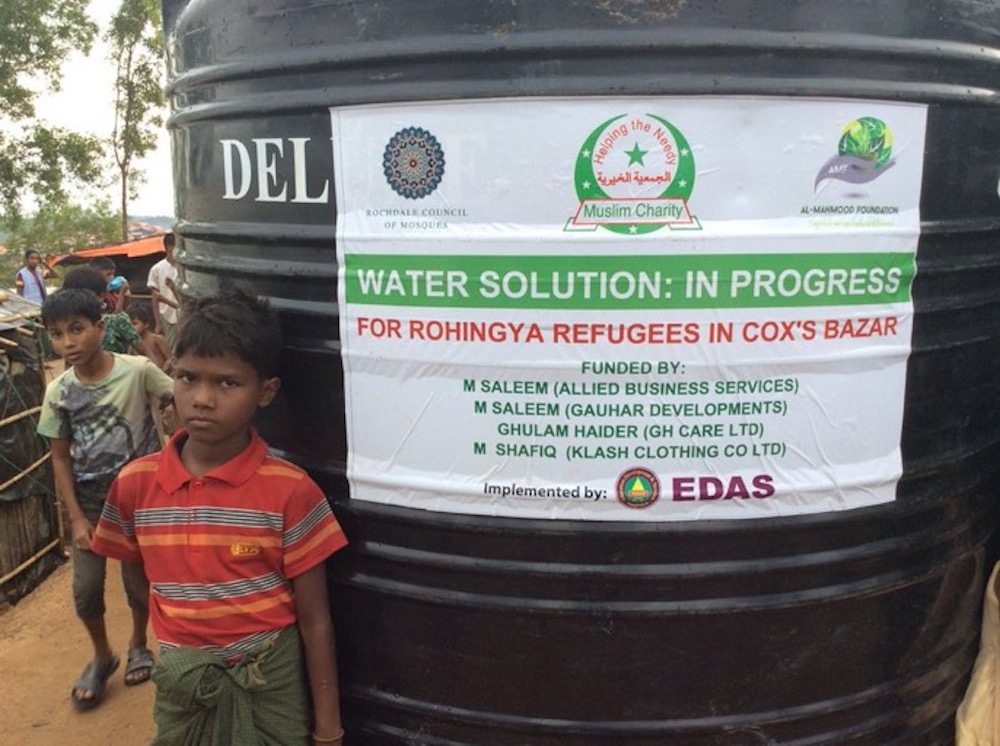 DEL
ROCHDALE COUNCIL
OF MOSQUES
Helping the Needy
الجمعية الخيرية
Muslim Charity
AL-MAHMOOD FOUNDATION
WATER SOLUTION: IN PROGRESS
FOR ROHINGYA REFUGEES IN COX'S BAZAR
FUNDED BY:
M SALEEM (ALLIED BUSINESS SERVICES)
M SALEEM (GAUHAR DEVELOPMENTS)
GHULAM HAIDER (GH CARE LTD)
M SHAFIQ (KLASH CLOTHING CO LTD)
Implemented by: EDAS